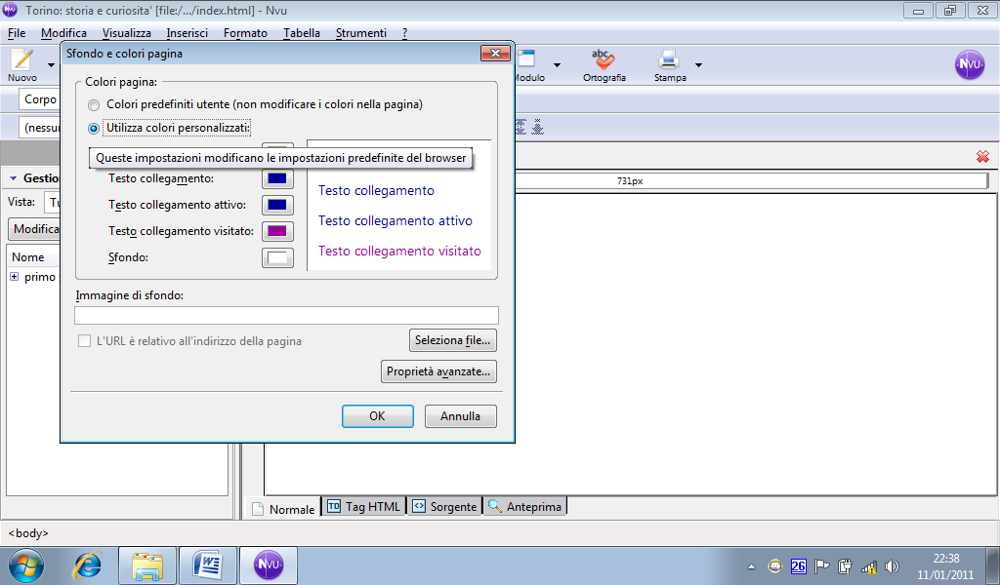 Torino: storia e curiosita' [file:/.../index.html] - Nvu
File Modifica Visualizza Inserisci Formato Tabella Strumenti ?
Sfondo e colori pagina
Nuovo
Ortografia
Stampa
NVU
Colori pagina:
Corpo
Colori predefiniti utente (non modificare i colori nella pagina)
Utilizza colori personalizzati:
Queste impostazioni modificano le impostazioni predefinite del browser
Testo collegamento:
Testo collegamento
731px
Vista:
Testo collegamento attivo:
Testo collegamento attivo
Modifica
Testo collegamento visitato:
Testo collegamento visitato
Nome
Sfondo:
primo
Immagine di sfondo:
L'URL è relativo all'indirizzo della pagina
Seleziona file...
Proprietà avanzate...
OK
Annulla
Normale
TD Tag HTML
Sorgente
Anteprima
<body>
NVU
26
22:38
11/01/2011